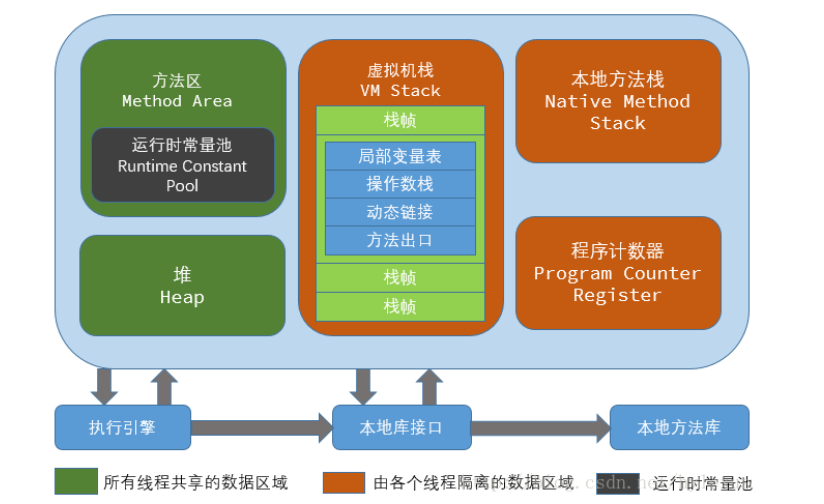 方法区
Method Area
运行时常量池
Runtime Constant
Pool
堆
Heap
虚拟机栈
VM Stack
栈帧
局部变量表
操作数栈
动态链接
方法出口
栈帧
栈帧
本地方法栈
Native Method
Stack
程序计数器
Program Counter
Register
执行引擎
本地库接口
本地方法库
所有线程共享的数据区域
由各个线程隔离的数据区域
运行时常量池